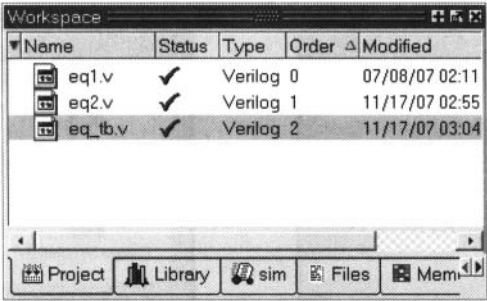 Workspace
Name Status Type Order Modified
eq1.v Verilog 0 07/08/07 02:11
eq2.v Verilog 1 11/17/07 02:55
eq_tb.v Verilog 2 11/17/07 03:04
Project Library sim Files Mem